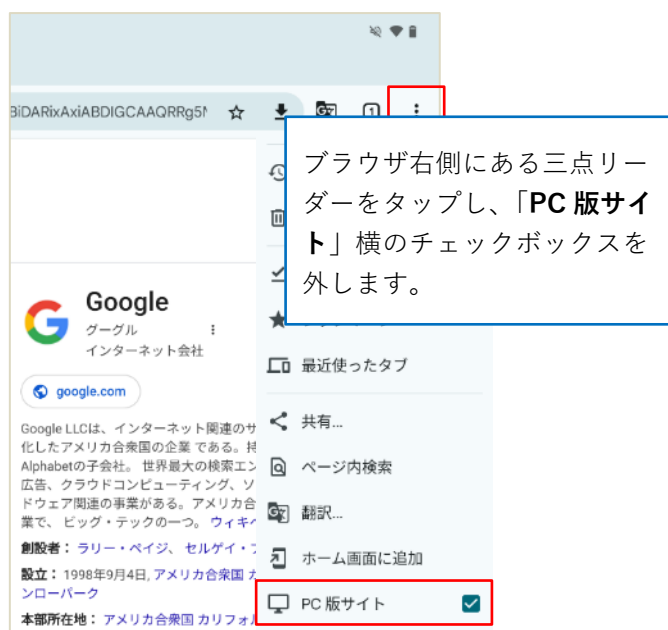 BiDARixAxiABDIGCAAQRRg5
1
ブラウザ右側にある三点リー
ダーをタップし、「PC 版サイ
ト」横のチェックボックスを
外します。
Google
グーグル
インターネット会社
google.com
Google LLCは、インターネット関連のサ
化したアメリカ合衆国の企業 である。持
Alphabetの子会社。 世界最大の検索エン
広告、クラウドコンピューティング、ソ
ドウェア関連の事業がある。アメリカ合
業で、 ビッグ・テックの一つ。 ウィキ
創設者： ラリー・ペイジ、 セルゲイ・
設立： 1998年9月4日, アメリカ合衆国
ンローパーク
本部所在地： アメリカ合衆国 カリフォ
最近使ったタブ
共有...
ページ内検索
翻訳...
ホーム画面に追加
PC 版サイト